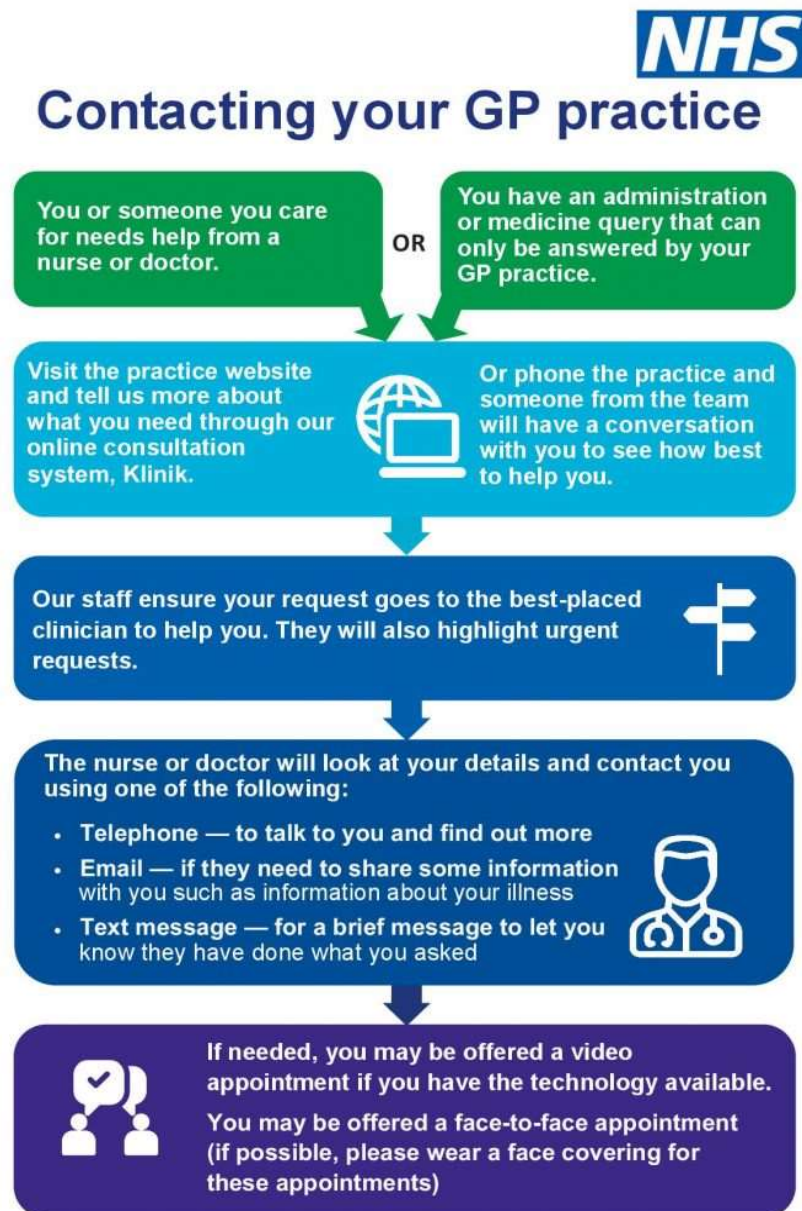 NHS
Contacting your GP practice
You or someone you care
for needs help from a
nurse or doctor.
OR
You have an administration
or medicine query that can
only be answered by your
GP practice.
Visit the practice website
and tell us more about
what you need through our
online consultation
system, Klinik.
Or phone the practice and
someone from the team
will have a conversation
with you to see how best
to help you.
Our staff ensure your request goes to the best-placed
clinician to help you. They will also highlight urgent
requests.
The nurse or doctor will look at your details and contact you
using one of the following:
• Telephone — to talk to you and find out more
• Email — if they need to share some information
with you such as information about your illness
• Text message — for a brief message to let you
know they have done what you asked
If needed, you may be offered a video
appointment if you have the technology available.
You may be offered a face-to-face appointment
(if possible, please wear a face covering for
these appointments)